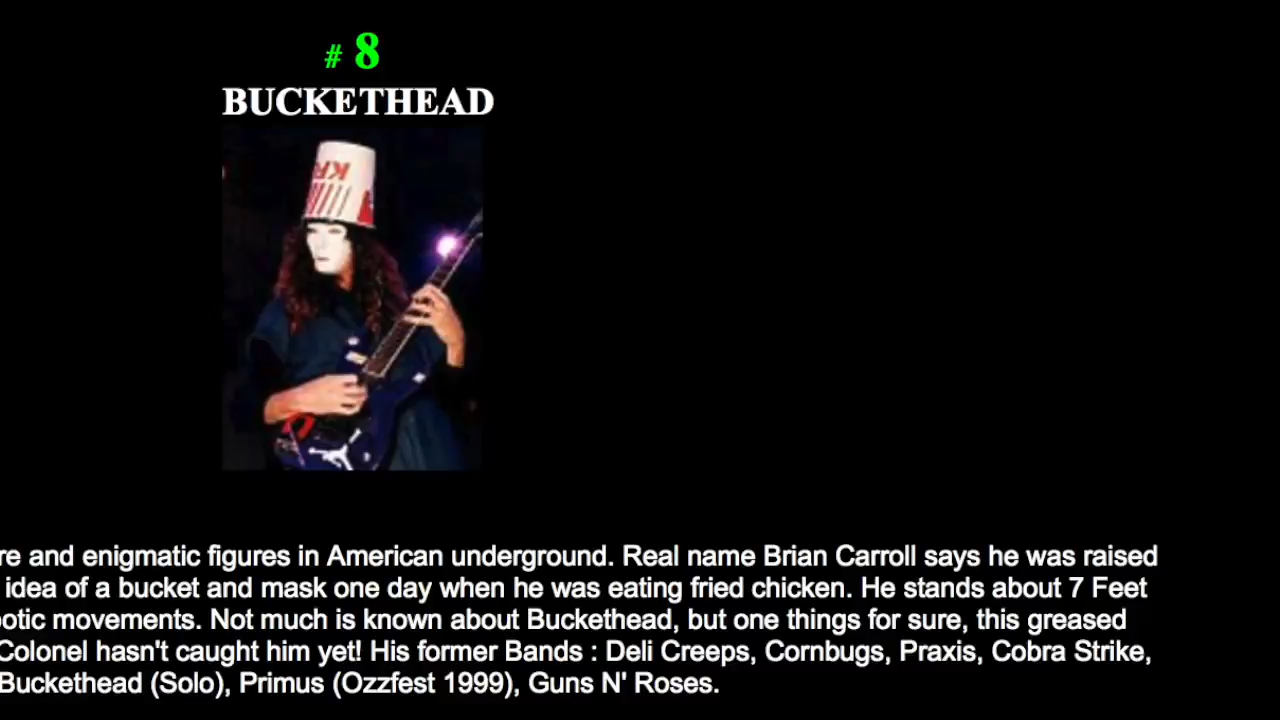 # 8
BUCKETHEAD
re and enigmatic figures in American underground. Real name Brian Carroll says he was raised
idea of a bucket and mask one day when he was eating fried chicken. He stands about 7 Feet
otic movements. Not much is known about Buckethead, but one things for sure, this greased
Colonel hasn't caught him yet! His former Bands : Deli Creeps, Cornbugs, Praxis, Cobra Strike,
Buckethead (Solo), Primus (Ozzfest 1999), Guns N' Roses.